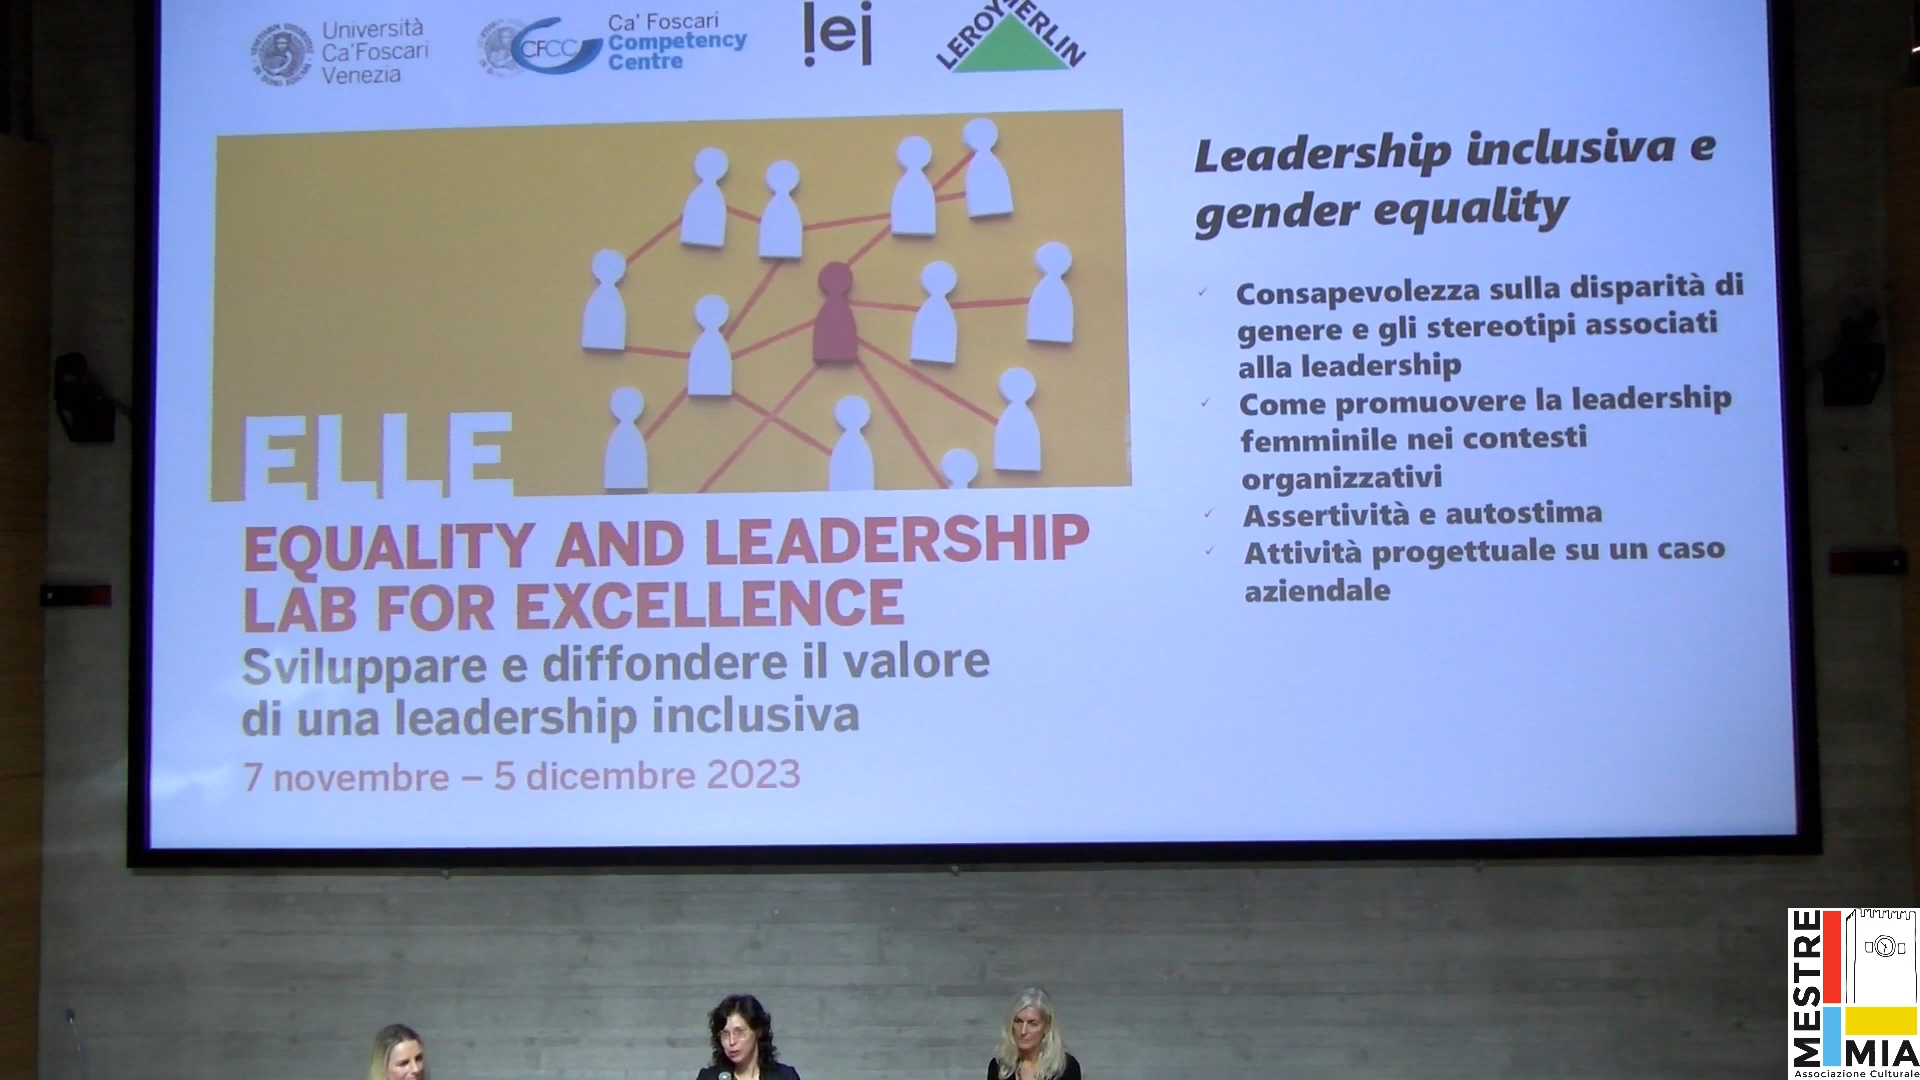 Università
Ca'Foscari
Venezia
CFCC
Ca' Foscari
Competency
Centre
lei
LEROY MERLIN
ELLE
EQUALITY AND LEADERSHIP
LAB FOR EXCELLENCE
Sviluppare e diffondere il valore
di una leadership inclusiva
7 novembre – 5 dicembre 2023
Leadership inclusiva e
gender equality
✓ Consapevolezza sulla disparità di
genere e gli stereotipi associati
alla leadership
✓ Come promuovere la leadership
femminile nei contesti
organizzativi
✓ Assertività e autostima
✓ Attività progettuale su un caso
aziendale
MESTRE
MIA
Associazione Culturale